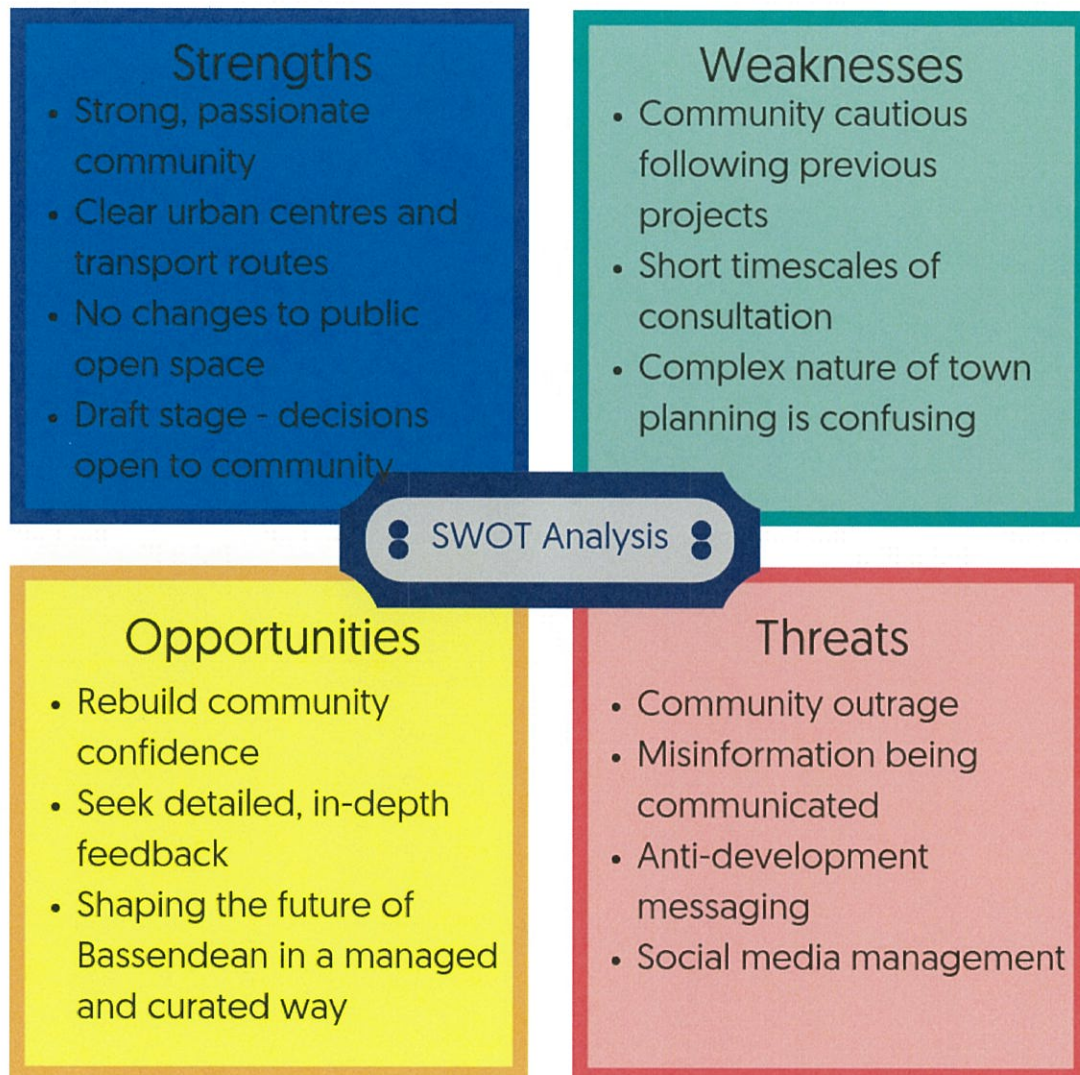 Strengths
• Strong, passionate
community
• Clear urban centres and
transport routes
• No changes to public
open space
• Draft stage - decisions
open to community
Weaknesses
• Community cautious
following previous
projects
• Short timescales of
consultation
• Complex nature of town
planning is confusing
SWOT Analysis
Opportunities
• Rebuild community
confidence
• Seek detailed, in-depth
feedback
• Shaping the future of
Bassendean in a managed
and curated way
Threats
• Community outrage
• Misinformation being
communicated
• Anti-development
messaging
• Social media management